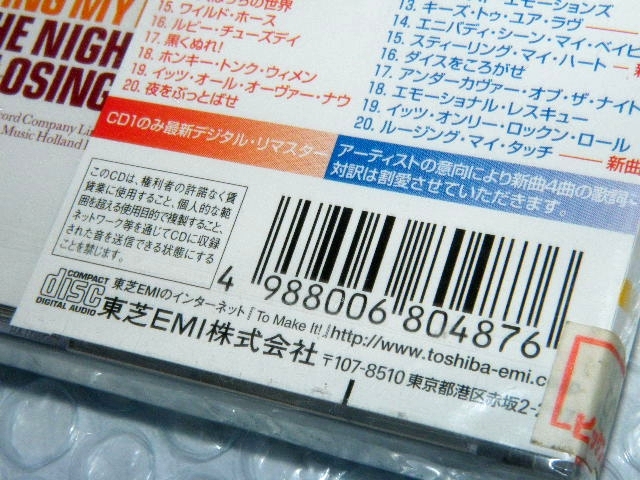 NG MY
HE NIGH
OSING
ord Company Li
Music Holland
の世界
15. ワイルド・ホース
16. ルビー・チューズデイ
17. 黒くぬれ!
18. ホンキー・トンク・ウィメン
19. イッツ・オール・オーヴァー・ナウ
20. 夜をぶっとばせ
CD1のみ最新デジタル・リマスター
エモーションズ
13. キーズ・トゥ・ユア・ラヴ
14. エニバディ・シーン・マイ・ベイビ
15. スティーリング・マイ・ハート
16. ダイスをころがせ
17. アンダーカヴァー・オブ・ザ・ナイト
18. エモーショナル・レスキュー
19. イッツ・オンリー・ロックン・ロール
20. ルージング・マイ・タッチ 新曲
アーティストの意向により新曲4曲の歌詞と
対訳は割愛させていただきます。
このCDは、権利者の許諾なく賃
貸業に使用すること、個人的な範
囲を超える使用目的で複製すること、
ネットワーク等を通じてCDに収録
された音を送信できる状態にする
ことを禁じます。
4 988006 804876
COMPACT
disc
DIGITAL AUDIO
東芝EMIのインターネット To Make It! http://www.toshiba-emi.c
東芝EMI株式会社 〒107-8510 東京都港区赤坂2-